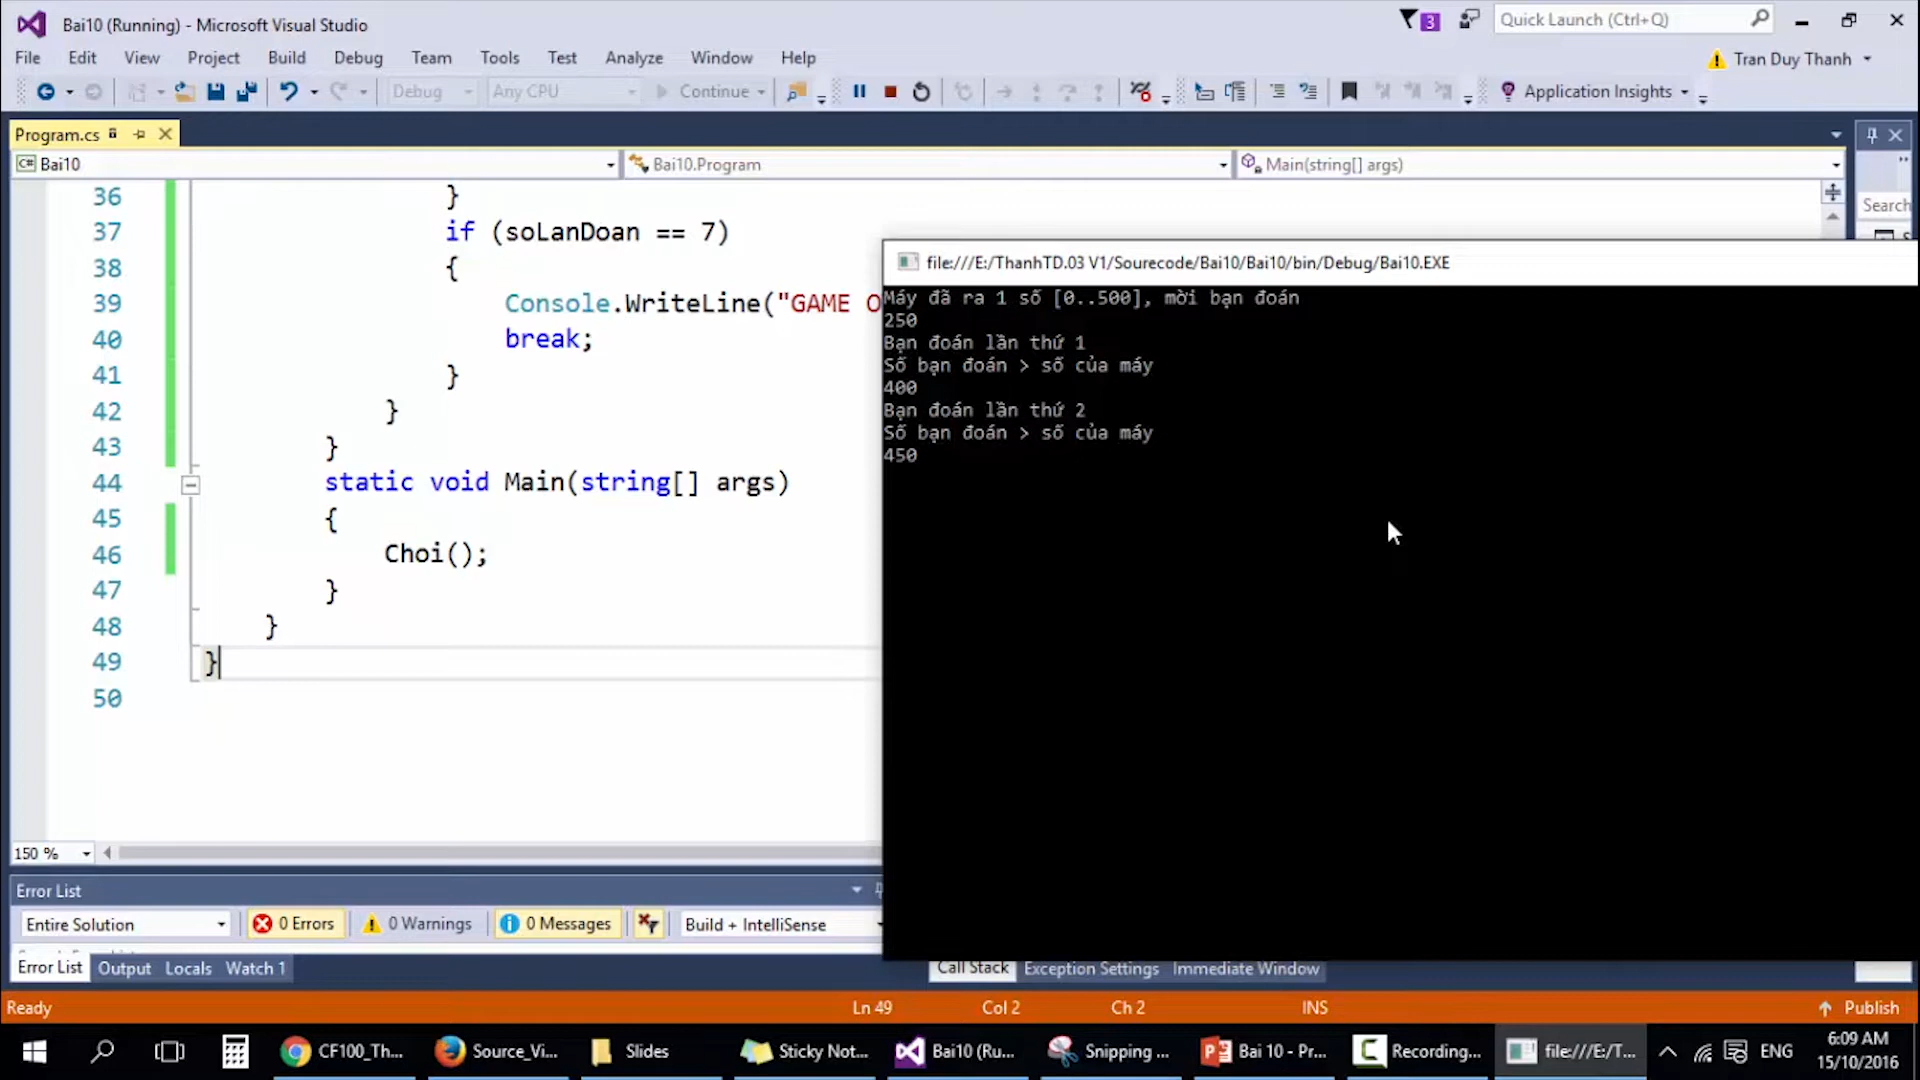 Bai10 (Running) - Microsoft Visual Studio
3
Quick Launch (Ctrl+Q)
File Edit View Project Build Debug Team Tools Test Analyze Window Help
Tran Duy Thanh
Debug Any CPU Continue Application Insights
Program.cs
C# Bai10 Bai10.Program Main(string[] args)
Search
36 }
37 if (soLanDoan == 7)
38 {
39 Console.WriteLine("GAME O
40 break;
41 }
42 }
43 }
44 static void Main(string[] args)
45 {
46 Choi();
47 }
48 }
49 }
50
file:///E:/ThanhTD.03 V1/Sourecode/Bai10/Bai10/bin/Debug/Bai10.EXE
Máy đã ra 1 số [0..500], mời bạn đoán
250
Bạn đoán lần thứ 1
Số bạn đoán > số của máy
400
Bạn đoán lần thứ 2
Số bạn đoán > số của máy
450
150 %
Error List
Entire Solution 0 Errors 0 Warnings 0 Messages Build + IntelliSense
Error List Output Locals Watch 1 Call Stack Exception Settings Immediate Window
Ready Ln 49 Col 2 Ch 2 INS Publish
CF100_Th... Source_Vi... Slides Sticky Not... Bai10 (Ru... Snipping ... Bai 10 - Pr... Recording... file:///E:/T... ENG
6:09 AM
15/10/2016